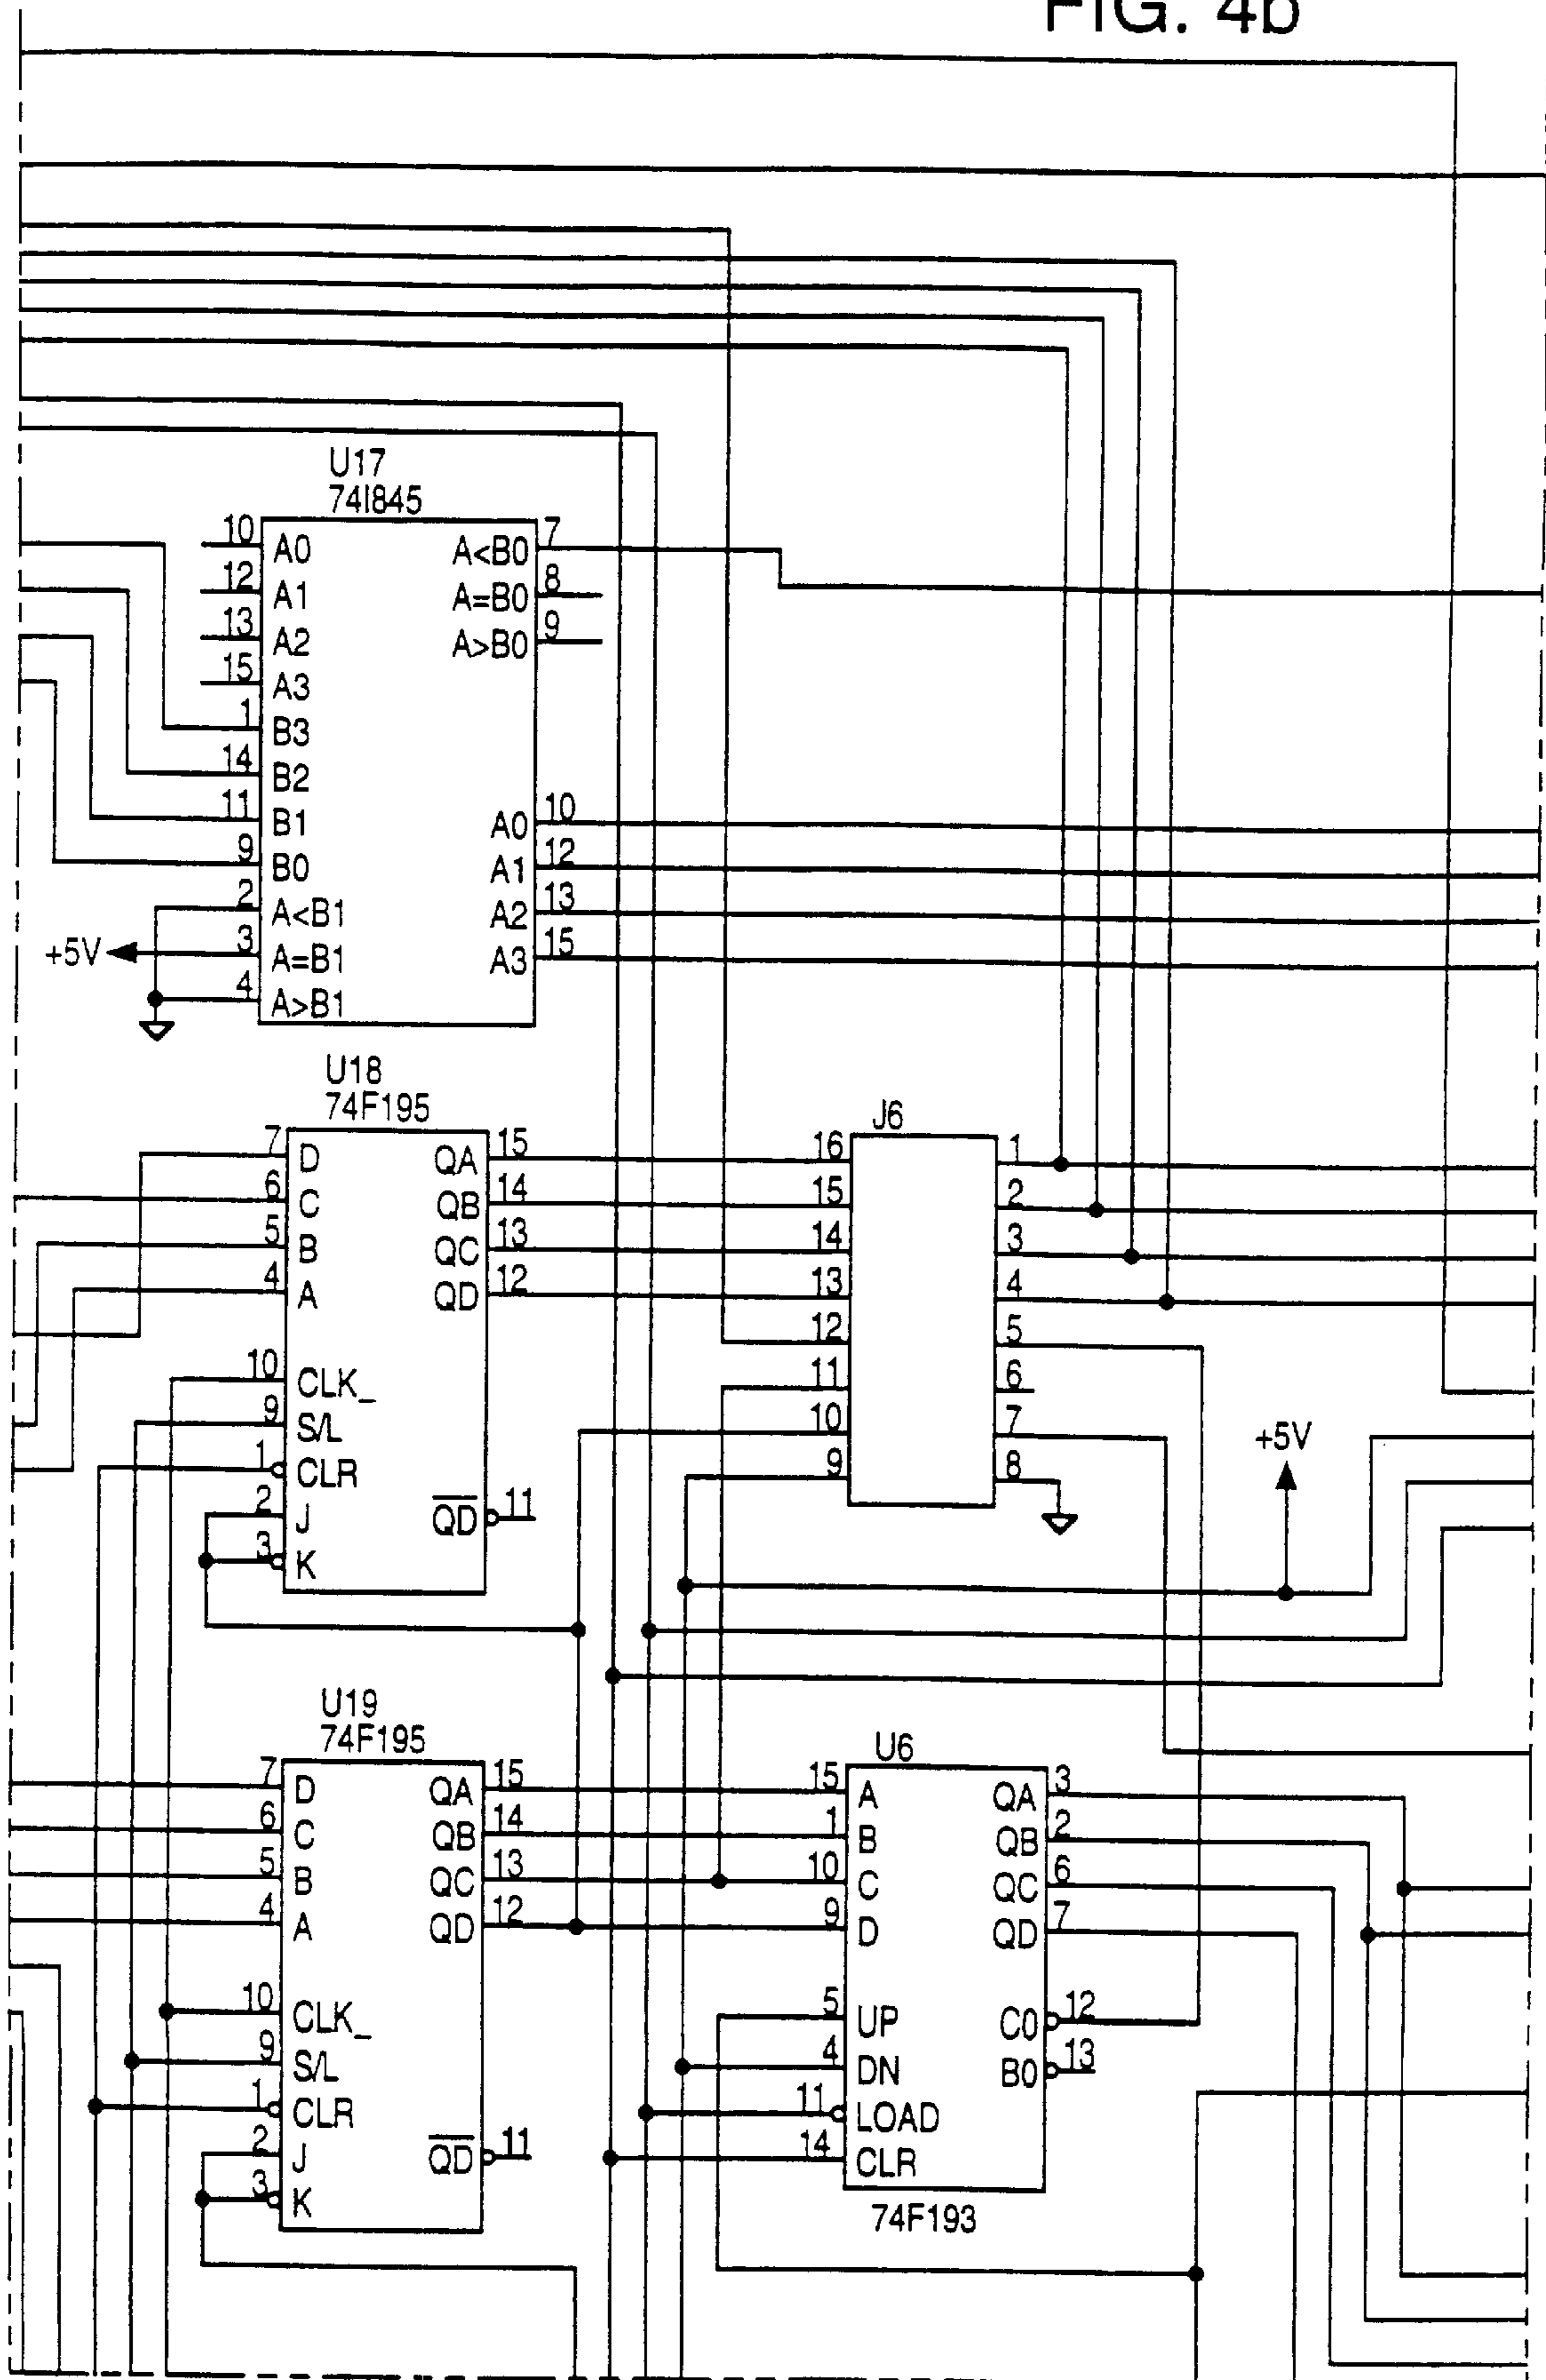 FIG. 4b
U17
74I845
10 A0 A<B0 7
12 A1 A=B0 8
13 A2 A>B0 9
15 A3
1 B3
14 B2
11 B1 A0 10
9 B0 A1 12
2 A<B1 A2 13
+5V 3 A=B1 A3 15
4 A>B1
U18
74F195
7 D QA 15
6 C QB 14
5 B QC 13
4 A QD 12
10 CLK_
9 S/L
1 CLR
2 J Q̅D̅ 11
3 K
J6
16 1
15 2
14 3
13 4
12 5
11 6
10 7
9 8
+5V
U19
74F195
7 D QA 15
6 C QB 14
5 B QC 13
4 A QD 12
10 CLK_
9 S/L
1 CLR
2 J Q̅D̅ 11
3 K
U6
15 A QA 3
1 B QB 2
10 C QC 6
9 D QD 7
5 UP C0 12
4 DN B0 13
11 LOAD
14 CLR
74F193